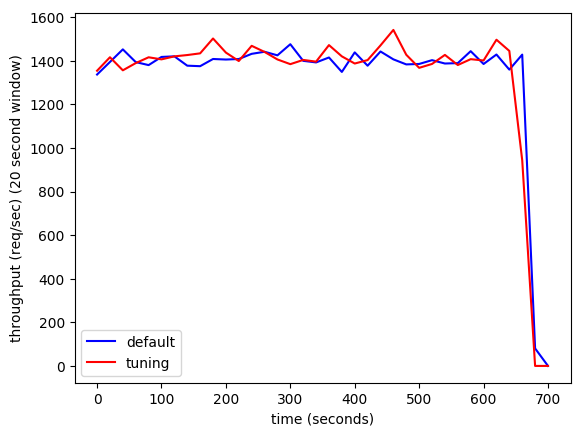 1600
1400
1200
1000
800
600
400
200
0
throughput (req/sec) (20 second window)
default
tuning
0 100 200 300 400 500 600 700
time (seconds)